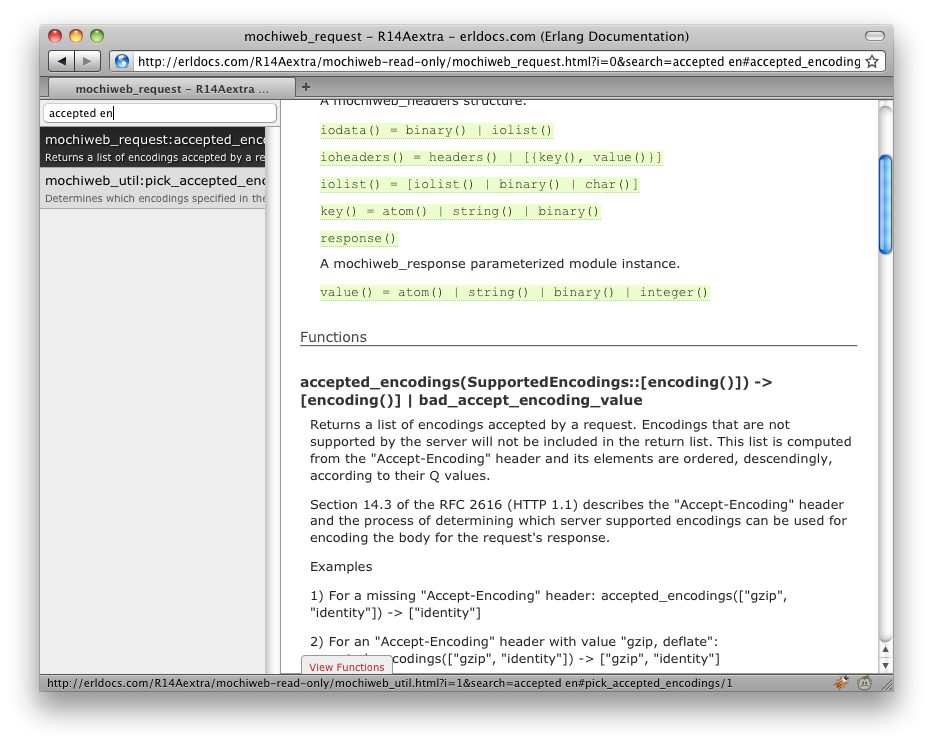 mochiweb_request – R14Aextra – erldocs.com (Erlang Documentation)
http://erldocs.com/R14Aextra/mochiweb-read-only/mochiweb_request.html?i=0&search=accepted en#accepted_encoding
mochiweb_request – R14Aextra ...
accepted en
mochiweb_request:accepted_enco
Returns a list of encodings accepted by a re
mochiweb_util:pick_accepted_enc
Determines which encodings specified in the
A mochiweb_headers structure.
iodata() = binary() | iolist()
ioheaders() = headers() | [{key(), value()}]
iolist() = [iolist() | binary() | char()]
key() = atom() | string() | binary()
response()
A mochiweb_response parameterized module instance.
value() = atom() | string() | binary() | integer()
Functions
accepted_encodings(SupportedEncodings::[encoding()]) ->
[encoding()] | bad_accept_encoding_value
Returns a list of encodings accepted by a request. Encodings that are not
supported by the server will not be included in the return list. This list is computed
from the "Accept-Encoding" header and its elements are ordered, descendingly,
according to their Q values.
Section 14.3 of the RFC 2616 (HTTP 1.1) describes the "Accept-Encoding" header
and the process of determining which server supported encodings can be used for
encoding the body for the request's response.
Examples
1) For a missing "Accept-Encoding" header: accepted_encodings(["gzip",
"identity"]) -> ["identity"]
2) For an "Accept-Encoding" header with value "gzip, deflate":
codings(["gzip", "identity"]) -> ["gzip", "identity"]
View Functions
http://erldocs.com/R14Aextra/mochiweb-read-only/mochiweb_util.html?i=1&search=accepted en#pick_accepted_encodings/1